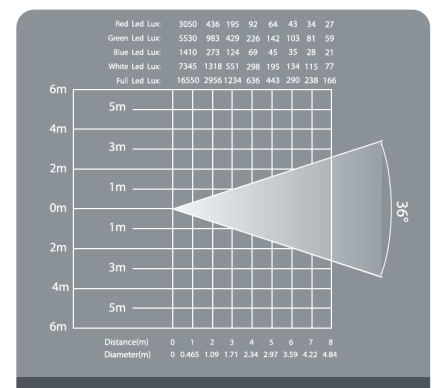 Red Led Lux: 3050 436 195 92 64 43 34 27
Green Led Lux: 5530 983 429 226 142 103 81 59
Blue Led Lux: 1410 273 124 69 45 35 28 21
White Led Lux: 7345 1318 551 298 195 134 115 77
Full Led Lux: 16550 2956 1234 636 443 290 238 166
6m
5m
4m
3m
2m
1m
0m
36°
1m
2m
3m
4m
5m
6m
Distance(m) 0 1 2 3 4 5 6 7 8
Diameter(m) 0 0.465 1.09 1.71 2.34 2.97 3.59 4.22 4.84